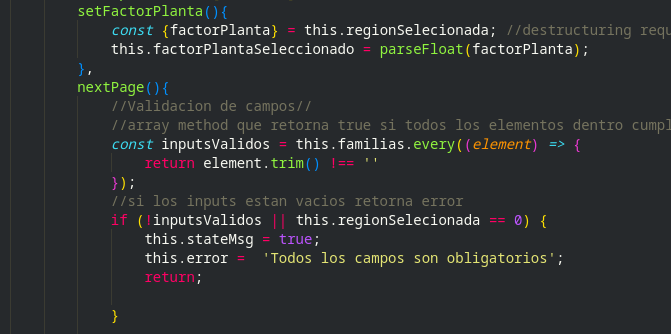 setFactorPlanta(){
const {factorPlanta} = this.regionSelecionada; //destructuring requ
this.factorPlantaSeleccionado = parseFloat(factorPlanta);
},
nextPage(){
//Validacion de campos//
//array method que retorna true si todos los elementos dentro cumpl
const inputsValidos = this.familias.every((element) => {
return element.trim() !== ''
});
//si los inputs estan vacios retorna error
if (!inputsValidos || this.regionSelecionada == 0) {
this.stateMsg = true;
this.error =  'Todos los campos son obligatorios';
return;
}